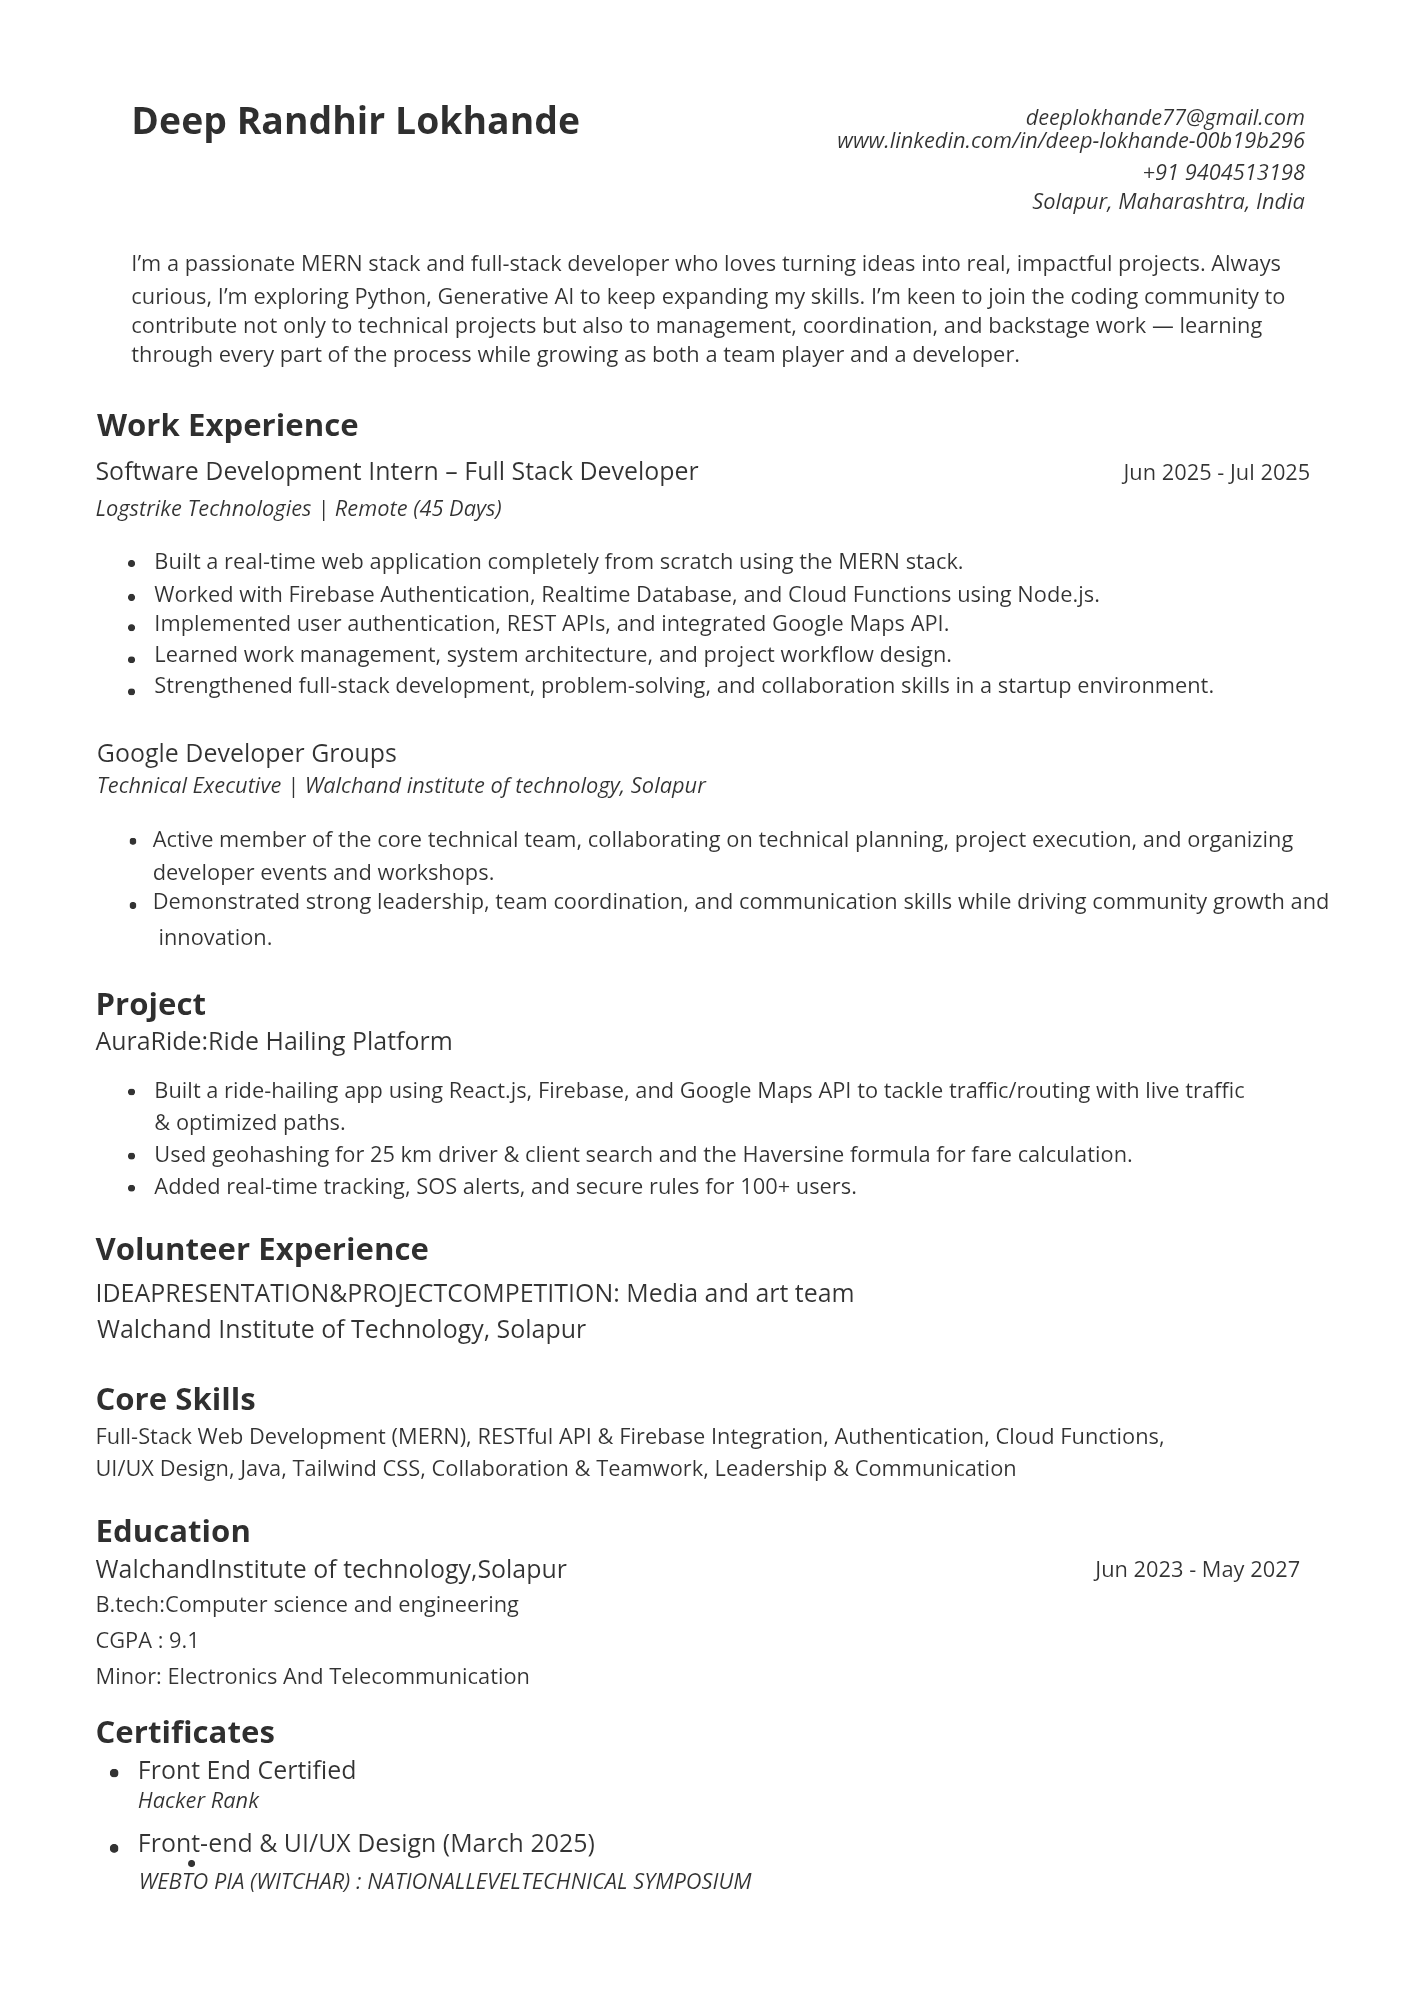 Deep Randhir Lokhande
deeplokhande77@gmail.com
www.linkedin.com/in/deep-lokhande-00b19b296
+91 9404513198
Solapur, Maharashtra, India
I’m a passionate MERN stack and full-stack developer who loves turning ideas into real, impactful projects. Always
curious, I’m exploring Python, Generative AI to keep expanding my skills. I’m keen to join the coding community to
contribute not only to technical projects but also to management, coordination, and backstage work — learning
through every part of the process while growing as both a team player and a developer.
Work Experience
Software Development Intern – Full Stack Developer
Jun 2025 - Jul 2025
Logstrike Technologies | Remote (45 Days)
• Built a real-time web application completely from scratch using the MERN stack.
• Worked with Firebase Authentication, Realtime Database, and Cloud Functions using Node.js.
• Implemented user authentication, REST APIs, and integrated Google Maps API.
• Learned work management, system architecture, and project workflow design.
• Strengthened full-stack development, problem-solving, and collaboration skills in a startup environment.
Google Developer Groups
Technical Executive | Walchand institute of technology, Solapur
• Active member of the core technical team, collaborating on technical planning, project execution, and organizing
developer events and workshops.
• Demonstrated strong leadership, team coordination, and communication skills while driving community growth and
innovation.
Project
AuraRide:Ride Hailing Platform
• Built a ride-hailing app using React.js, Firebase, and Google Maps API to tackle traffic/routing with live traffic
& optimized paths.
• Used geohashing for 25 km driver & client search and the Haversine formula for fare calculation.
• Added real-time tracking, SOS alerts, and secure rules for 100+ users.
Volunteer Experience
IDEAPRESENTATION&PROJECTCOMPETITION: Media and art team
Walchand Institute of Technology, Solapur
Core Skills
Full-Stack Web Development (MERN), RESTful API & Firebase Integration, Authentication, Cloud Functions,
UI/UX Design, Java, Tailwind CSS, Collaboration & Teamwork, Leadership & Communication
Education
WalchandInstitute of technology,Solapur
Jun 2023 - May 2027
B.tech:Computer science and engineering
CGPA : 9.1
Minor: Electronics And Telecommunication
Certificates
• Front End Certified
Hacker Rank
• Front-end & UI/UX Design (March 2025)
WEBTO PIA (WITCHAR) : NATIONALLEVELTECHNICAL SYMPOSIUM